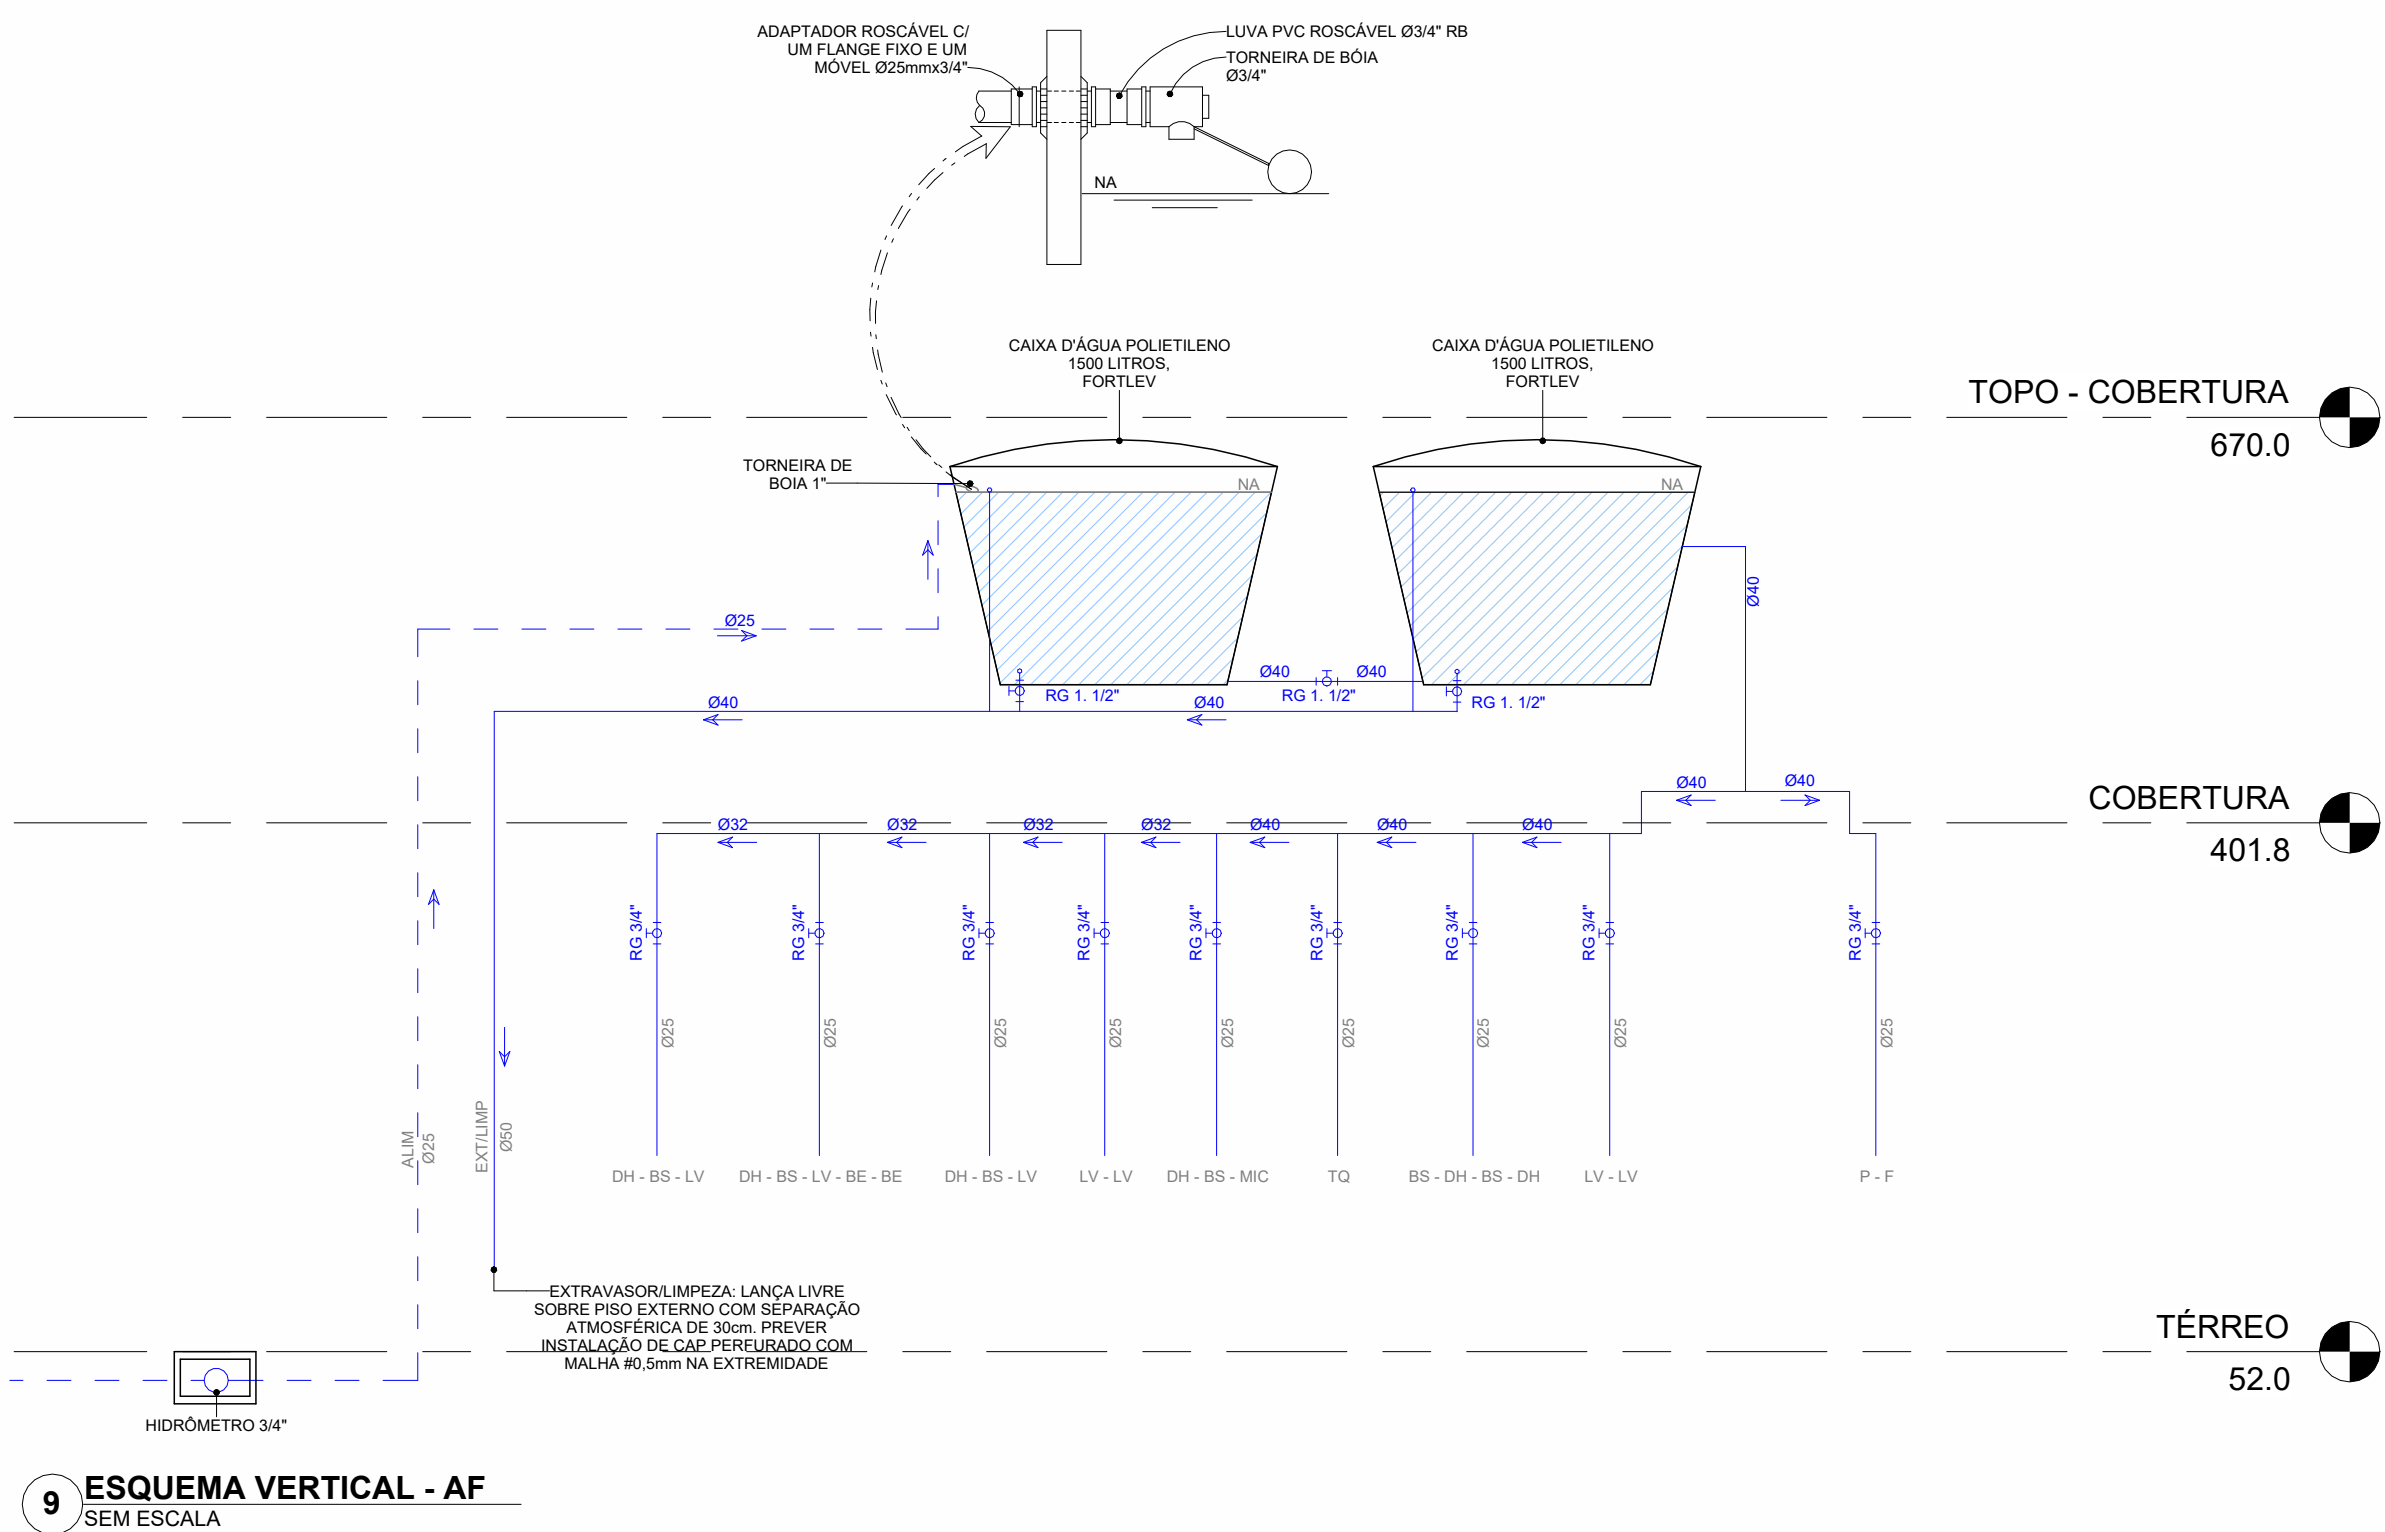 ADAPTADOR ROSCÁVEL C/
UM FLANGE FIXO E UM
MÓVEL Ø25mmx3/4"
LUVA PVC ROSCÁVEL Ø3/4" RB
TORNEIRA DE BÓIA
Ø3/4"
NA
CAIXA D'ÁGUA POLIETILENO
1500 LITROS,
FORTLEV
CAIXA D'ÁGUA POLIETILENO
1500 LITROS,
FORTLEV
TOPO - COBERTURA
670.0
TORNEIRA DE
BOIA 1"
NA
NA
Ø40
Ø25
Ø40
Ø40
RG 1. 1/2"
RG 1. 1/2"
RG 1. 1/2"
Ø40
Ø40
Ø40
Ø40
COBERTURA
401.8
Ø32
Ø32
Ø32
Ø32
Ø40
Ø40
Ø40
RG 3/4"
RG 3/4"
RG 3/4"
RG 3/4"
RG 3/4"
RG 3/4"
RG 3/4"
RG 3/4"
RG 3/4"
Ø25
Ø25
Ø25
Ø25
Ø25
Ø25
Ø25
Ø25
Ø25
ALIM
Ø25
EXT/LIMP
Ø50
DH - BS - LV
DH - BS - LV - BE - BE
DH - BS - LV
LV - LV
DH - BS - MIC
TQ
BS - DH - BS - DH
LV - LV
P - F
EXTRAVASOR/LIMPEZA: LANÇA LIVRE
SOBRE PISO EXTERNO COM SEPARAÇÃO
ATMOSFÉRICA DE 30cm. PREVER
INSTALAÇÃO DE CAP PERFURADO COM
MALHA #0,5mm NA EXTREMIDADE
TÉRREO
52.0
HIDRÔMETRO 3/4"
9
ESQUEMA VERTICAL - AF
SEM ESCALA